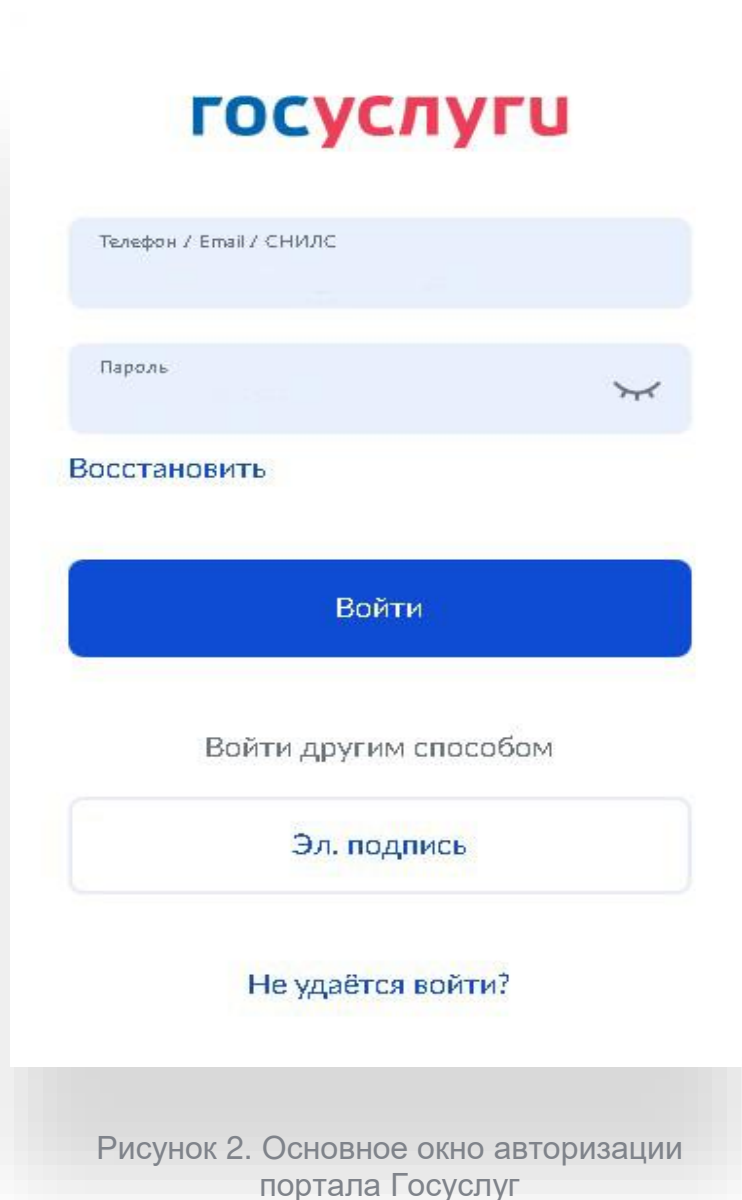 госуслуги
Телефон / Email / СНИЛС
Пароль
Восстановить
Войти
Войти другим способом
Эл. подпись
Не удаётся войти?
Рисунок 2. Основное окно авторизации
портала Госуслуг